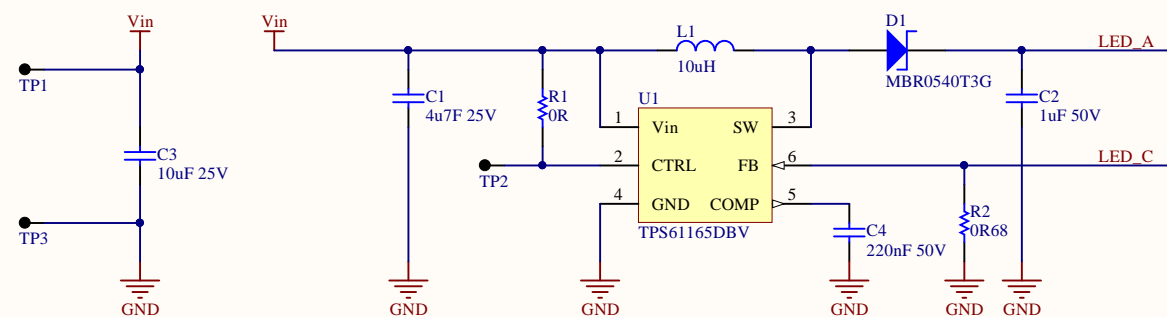 Vin
TP1
C3
10uF 25V
TP3
GND
Vin
C1
4u7F 25V
GND
R1
0R
TP2
L1
10uH
U1
1 Vin SW 3
2 CTRL FB 6
4 GND COMP 5
TPS61165DBV
GND
C4
220nF 50V
GND
D1
MBR0540T3G
R2
0R68
GND
C2
1uF 50V
GND
LED_A
LED_C